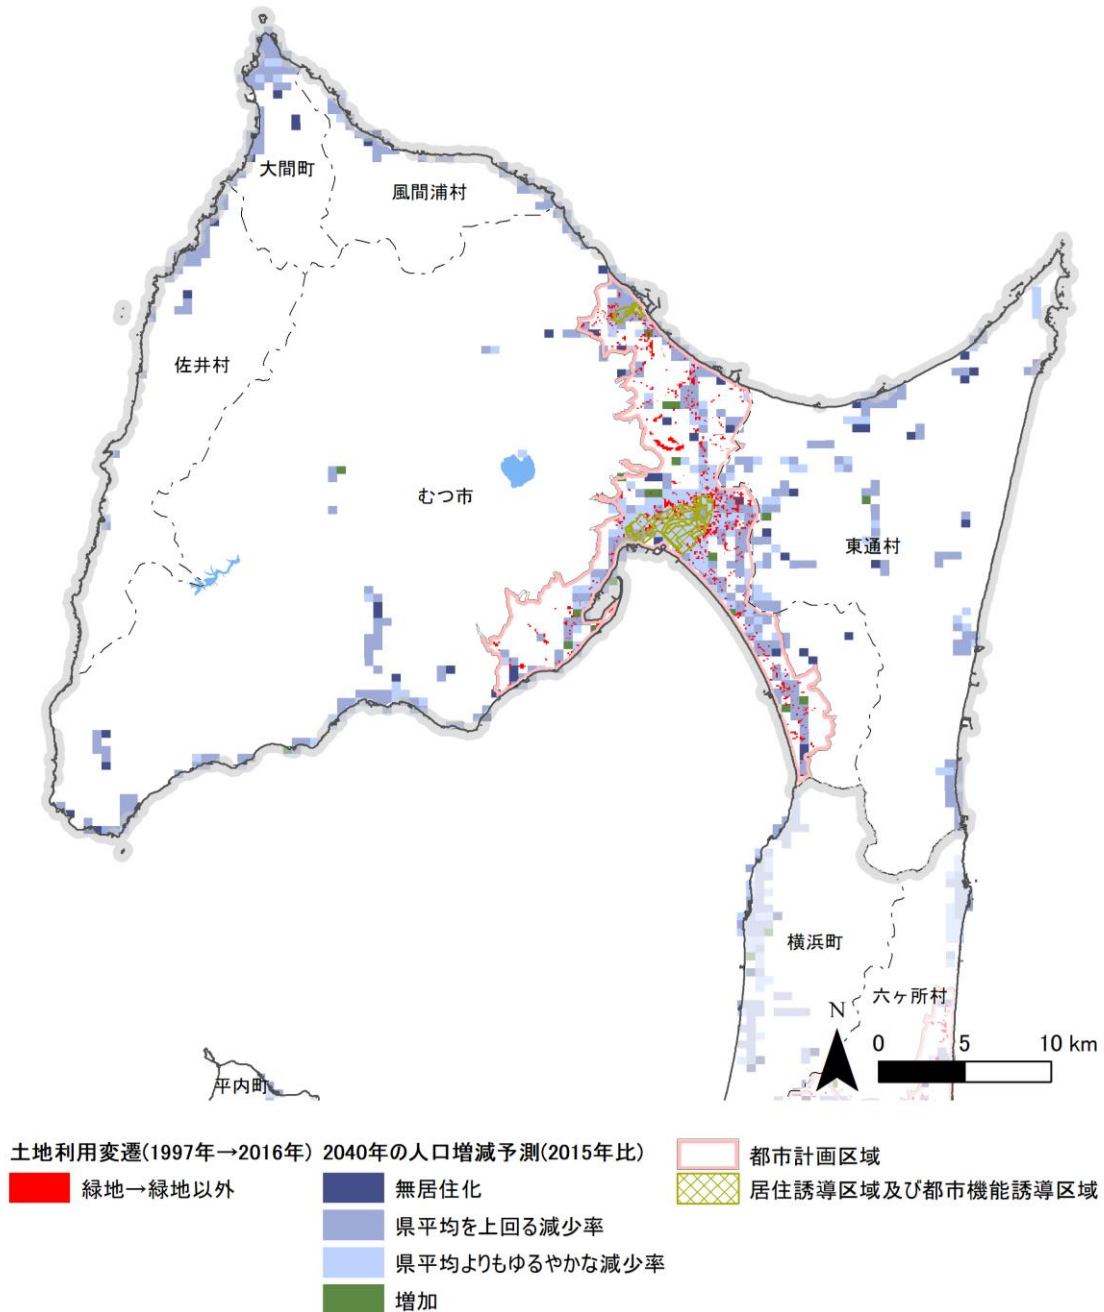 大間町
風間浦村
佐井村
むつ市
東通村
横浜町
六ヶ所村
N
0 5 10 km
平内町
土地利用変遷(1997年→2016年) 2040年の人口増減予測(2015年比)
緑地→緑地以外
無居住化
県平均を上回る減少率
県平均よりもゆるやかな減少率
増加
都市計画区域
居住誘導区域及び都市機能誘導区域